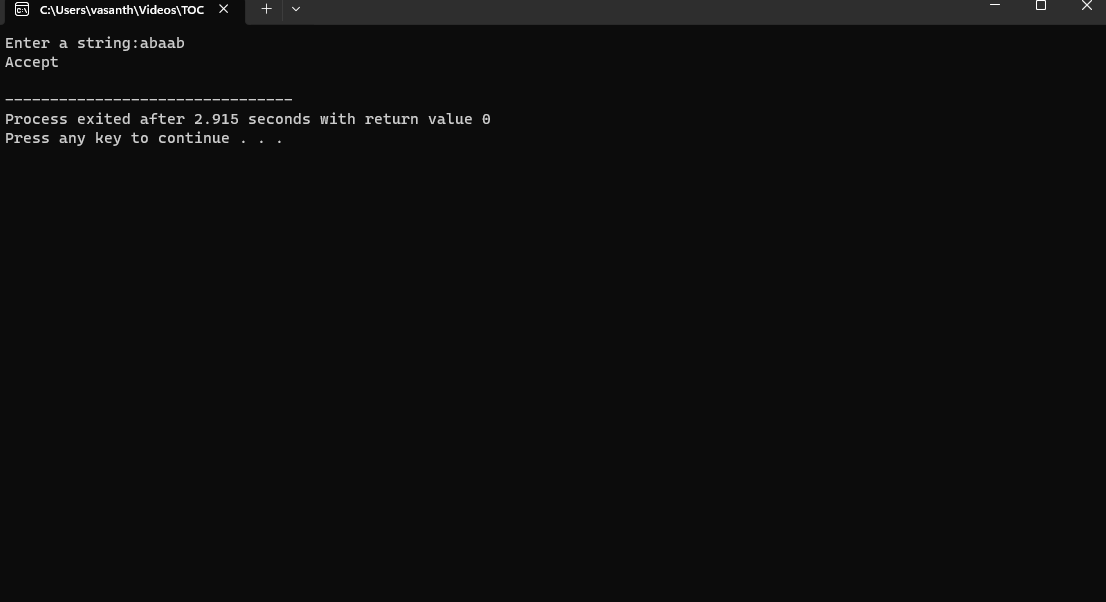 C:\Users\vasanth\Videos\TOC
Enter a string:abaab
Accept
--------------------------------
Process exited after 2.915 seconds with return value 0
Press any key to continue . . .